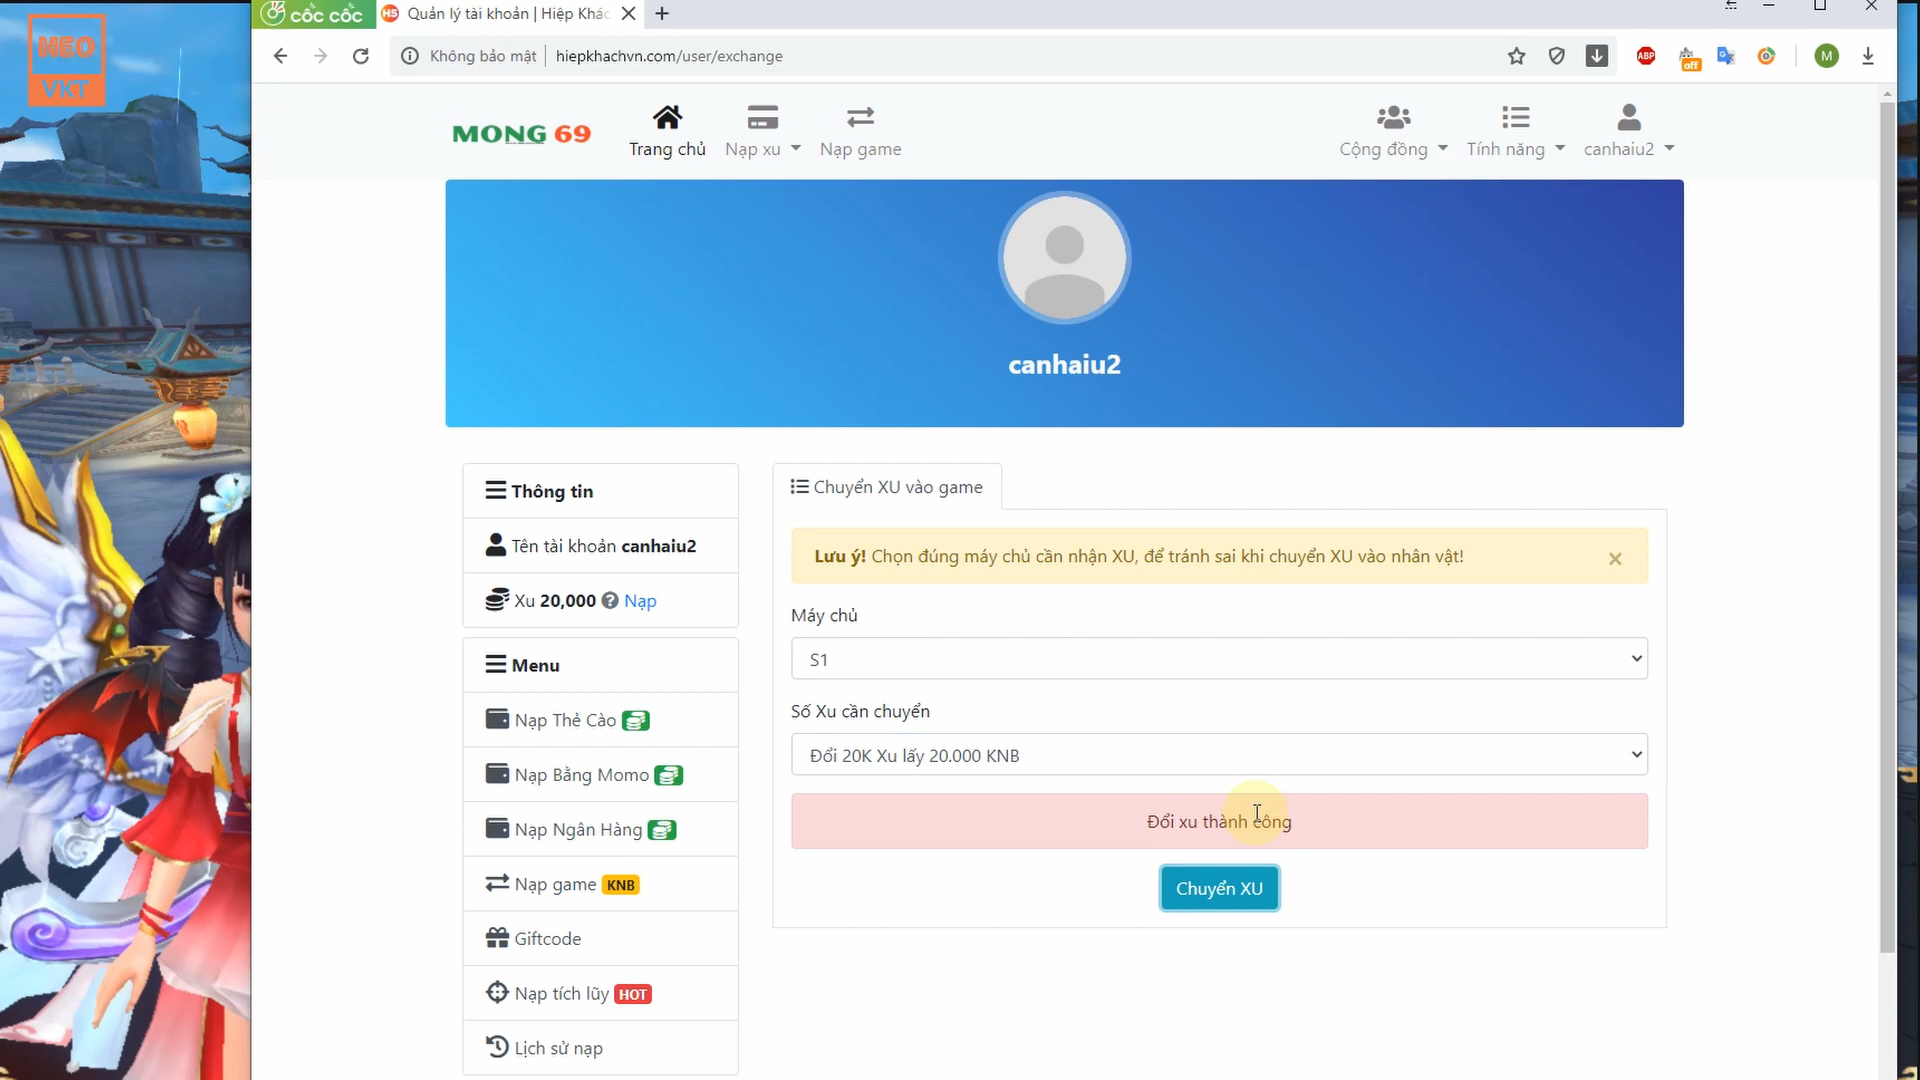 HEO
VKT
cốc cốc
H5 Quản lý tài khoản | Hiệp Khác
Không bảo mật
hiepkhachvn.com/user/exchange
ABP
off
M
MONG 69
Trang chủ
Nạp xu
Nạp game
Cộng đồng
Tính năng
canhaiu2
canhaiu2
Thông tin
Tên tài khoản canhaiu2
Xu 20,000 Nạp
Menu
Nạp Thẻ Cào
Nạp Bằng Momo
Nạp Ngân Hàng
Nạp game KNB
Giftcode
Nạp tích lũy HOT
Lịch sử nạp
Chuyển XU vào game
Lưu ý! Chọn đúng máy chủ cần nhận XU, để tránh sai khi chuyển XU vào nhân vật!
×
Máy chủ
S1
Số Xu cần chuyển
Đổi 20K Xu lấy 20.000 KNB
Đổi xu thành công
Chuyển XU